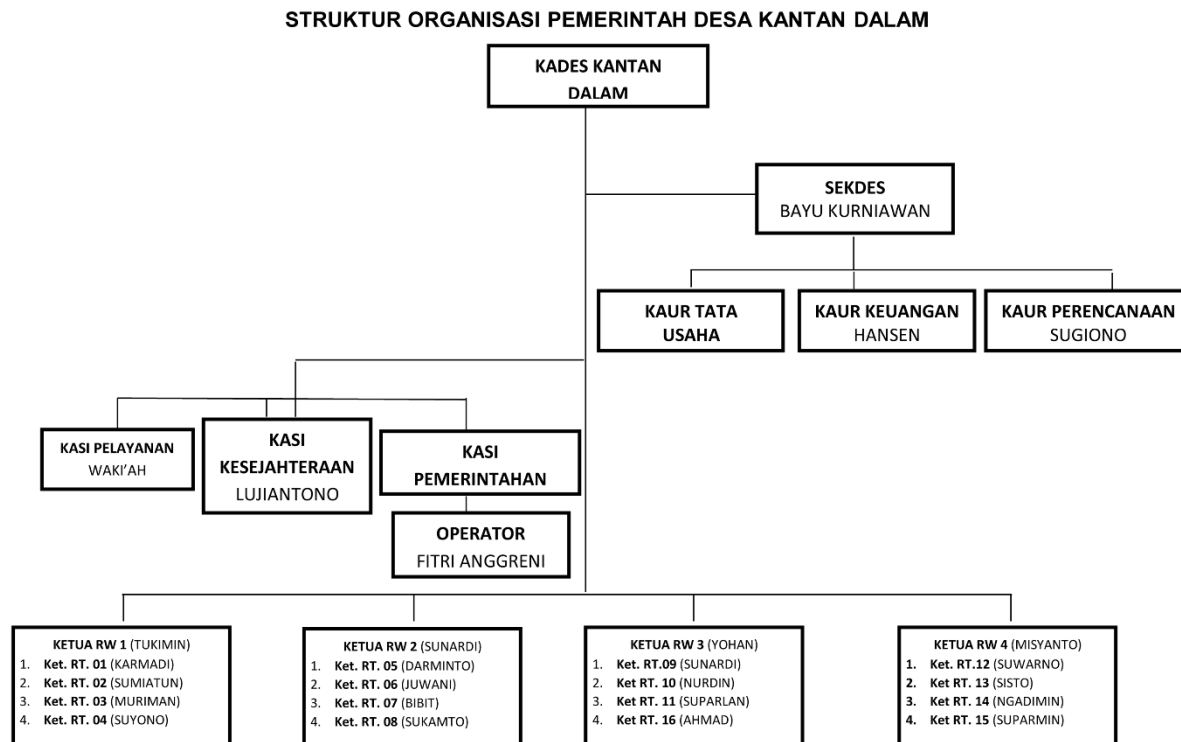 STRUKTUR ORGANISASI PEMERINTAH DESA KANTAN DALAM
KADES KANTAN
DALAM
SEKDES
BAYU KURNIAWAN
KAUR TATA
USAHA
KAUR KEUANGAN
HANSEN
KAUR PERENCANAAN
SUGIONO
KASI PELAYANAN
WAKI'AH
KASI
KESEJAHTERAAN
LUJIANTONO
KASI
PEMERINTAHAN
OPERATOR
FITRI ANGGRENI
KETUA RW 1 (TUKIMIN)
1. Ket. RT. 01 (KARMADI)
2. Ket. RT. 02 (SUMIATUN)
3. Ket. RT. 03 (MURIMAN)
4. Ket. RT. 04 (SUYONO)
KETUA RW 2 (SUNARDI)
1. Ket. RT. 05 (DARMINTO)
2. Ket. RT. 06 (JUWANI)
3. Ket. RT. 07 (BIBIT)
4. Ket. RT. 08 (SUKAMTO)
KETUA RW 3 (YOHAN)
1. Ket. RT.09 (SUNARDI)
2. Ket RT. 10 (NURDIN)
3. Ket RT. 11 (SUPARLAN)
4. Ket RT. 16 (AHMAD)
KETUA RW 4 (MISYANTO)
1. Ket. RT.12 (SUWARNO)
2. Ket RT. 13 (SISTO)
3. Ket RT. 14 (NGADIMIN)
4. Ket RT. 15 (SUPARMIN)